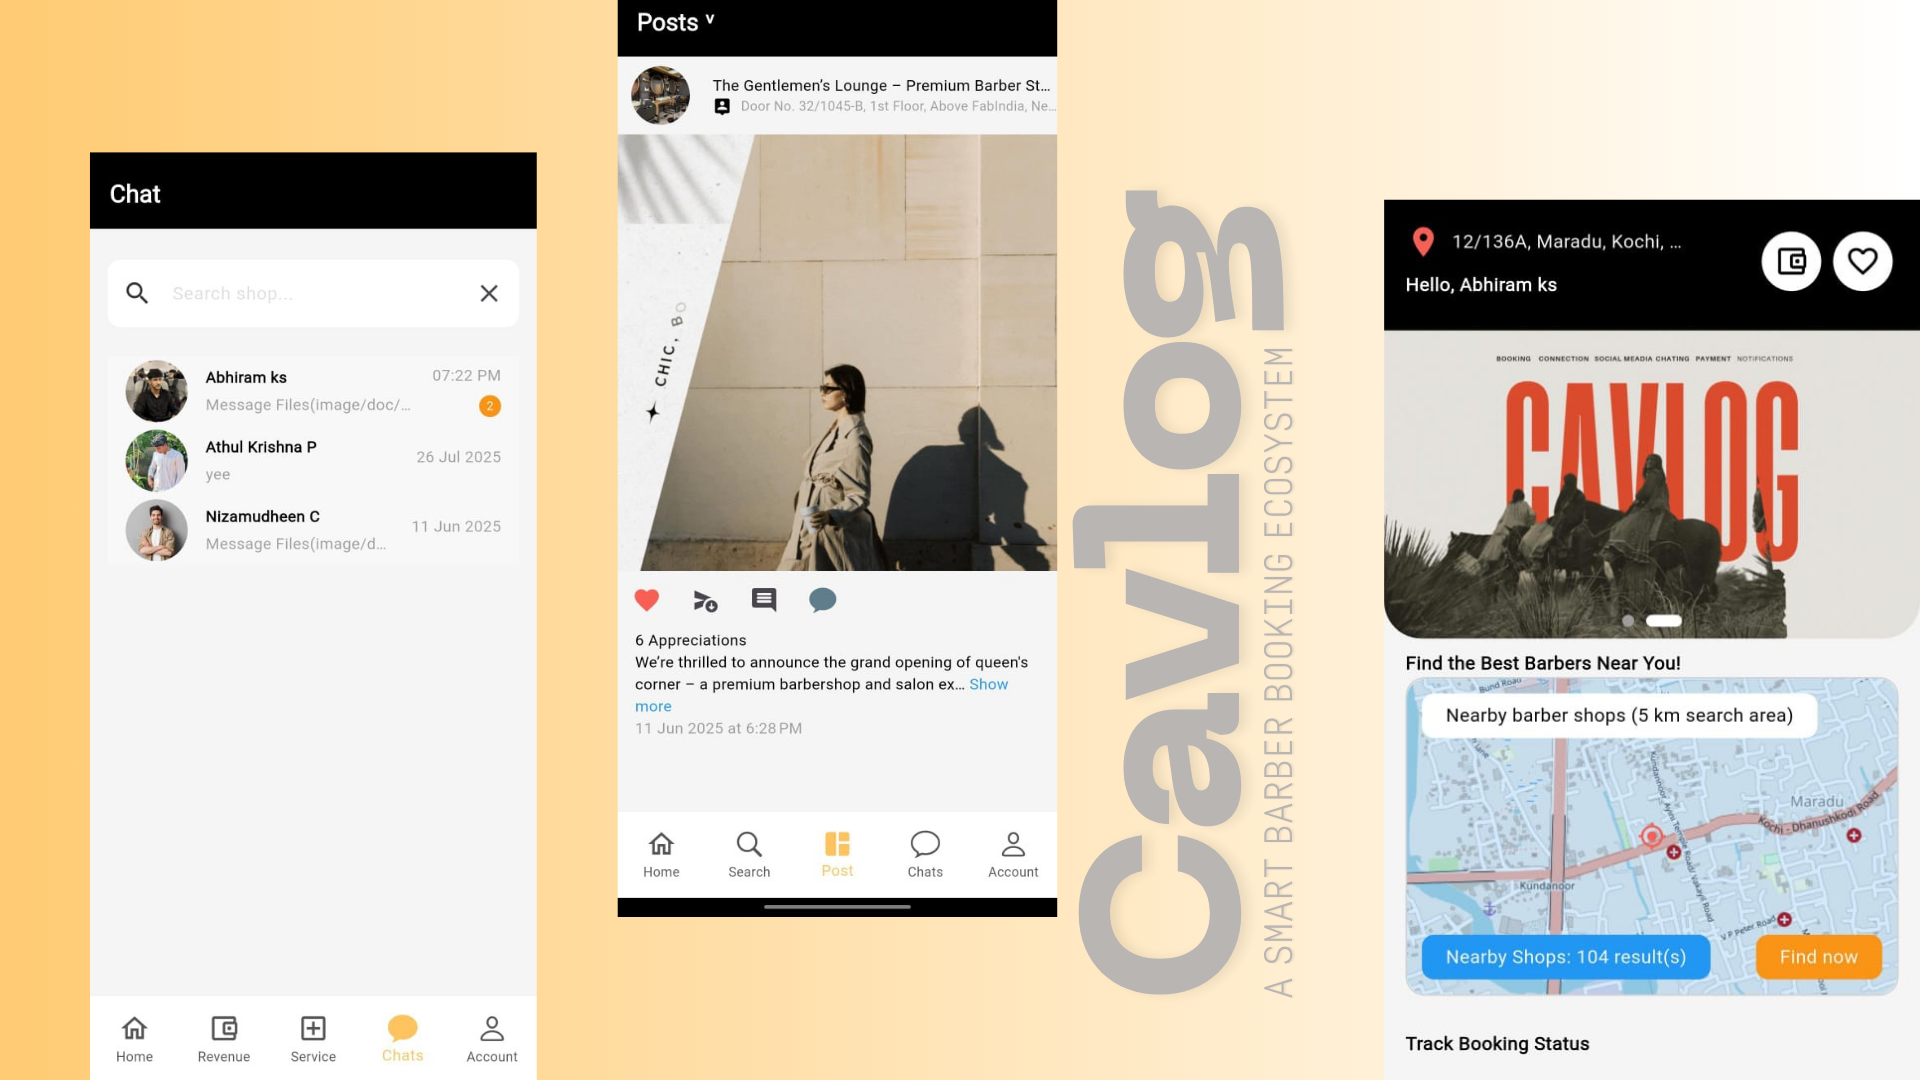 Chat
Search shop...
Abhiram ks
07:22 PM
Message Files(image/doc/...
2
Athul Krishna P
26 Jul 2025
yee
Nizamudheen C
11 Jun 2025
Message Files(image/d...
Home
Revenue
Service
Chats
Account
Posts v
The Gentlemen's Lounge – Premium Barber St...
Door No. 32/1045-B, 1st Floor, Above FabIndia, Ne...
CHIC, BO
6 Appreciations
We're thrilled to announce the grand opening of queen's
corner – a premium barbershop and salon ex... Show
more
11 Jun 2025 at 6:28 PM
Home
Search
Post
Chats
Account
Cavlog
A SMART BARBER BOOKING ECOSYSTEM
12/136A, Maradu, Kochi, ...
Hello, Abhiram ks
BOOKING CONNECTION SOCIAL MEADIA CHATING PAYMENT NOTIFICATIONS
CAVLOG
Find the Best Barbers Near You!
Bund Road
Nearby barber shops (5 km search area)
Maradu
Kochi - Dhanushkodi Road
Kundannoor
V P Peter Road
Nearby Shops: 104 result(s)
Find now
Track Booking Status